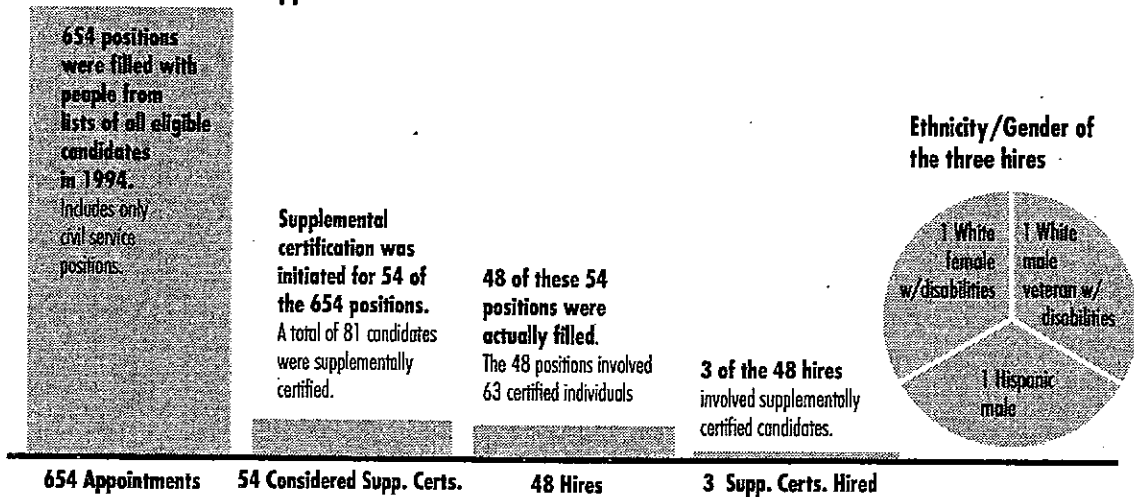 654 positions
were filled with
people from
lists of all eligible
candidates
in 1994.
Includes only
civil service
positions.
Supplemental
certification was
initiated for 54 of
the 654 positions.
A total of 81 candidates
were supplementally
certified.
48 of these 54
positions were
actually filled.
The 48 positions involved
63 certified individuals
3 of the 48 hires
involved supplementally
certified candidates.
Ethnicity/Gender of
the three hires
1 White
female
w/disabilities
1 White
male
veteran w/
disabilities
1 Hispanic
male
654 Appointments
54 Considered Supp. Certs.
48 Hires
3 Supp. Certs. Hired